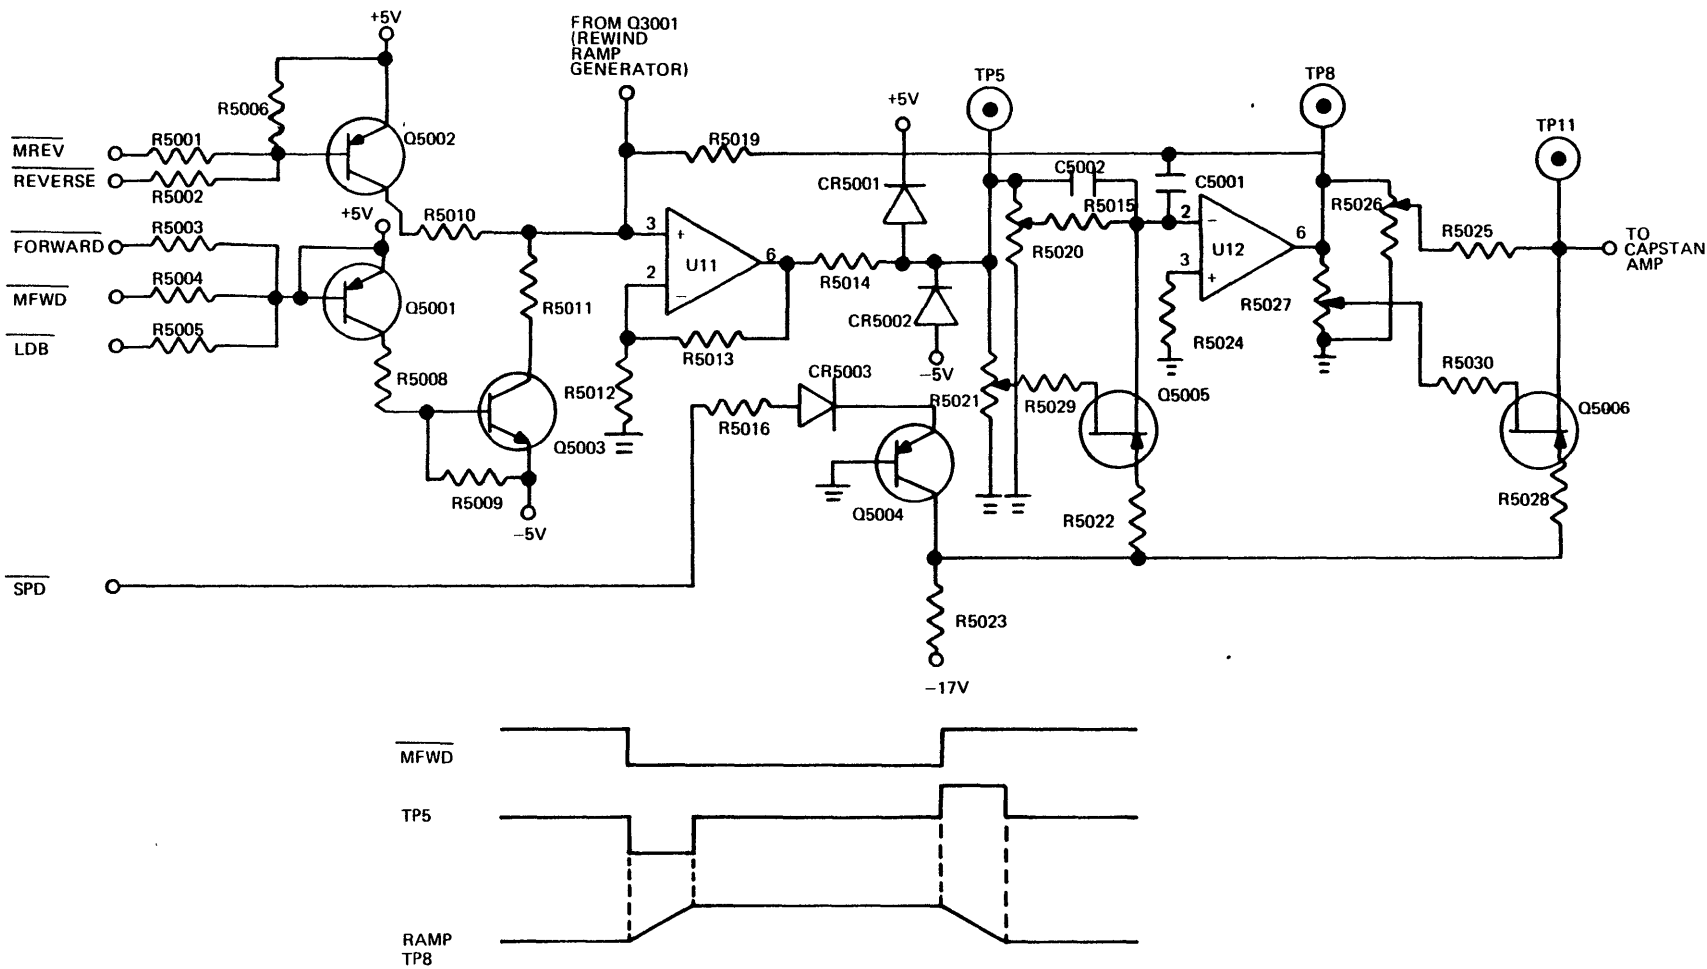 +5V
FROM Q3001
(REWIND
RAMP
GENERATOR)
TP5
TP8
+5V
TP11
R5006
R5001
Q5002
MREV
R5019
REVERSE
R5002
CR5001
C5002
C5001
+5V
R5010
R5015
R5026
R5003
FORWARD
3
+
2
−
R5025
TO
CAPSTAN
AMP
R5004
U11
6
R5020
U12
6
MFWD
Q5001
2
−
R5014
3
+
R5027
R5005
R5011
CR5002
LDB
R5013
R5024
R5008
R5012
CR5003
−5V
R5030
R5021
R5029
Q5005
Q5006
R5016
Q5003
R5009
Q5004
R5022
R5028
−5V
SPD
R5023
−17V
MFWD
TP5
RAMP
TP8